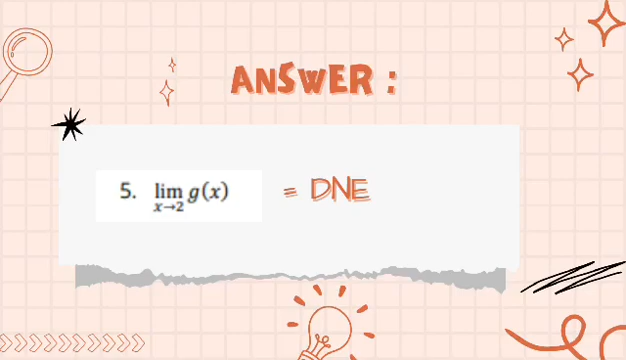 ANSWER :
5. lim x→2 g(x) = DNE